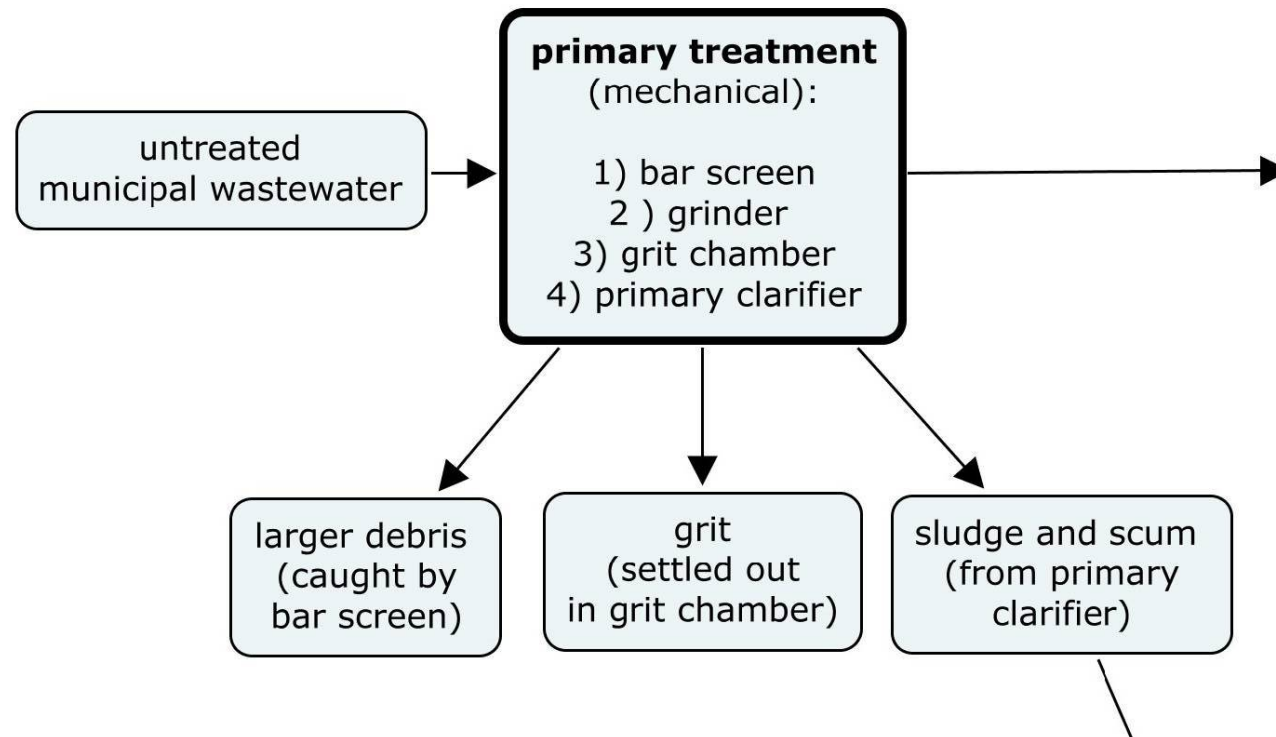 primary treatment
(mechanical):
1) bar screen
2 ) grinder
3) grit chamber
4) primary clarifier
untreated
municipal wastewater
larger debris
(caught by
bar screen)
grit
(settled out
in grit chamber)
sludge and scum
(from primary
clarifier)